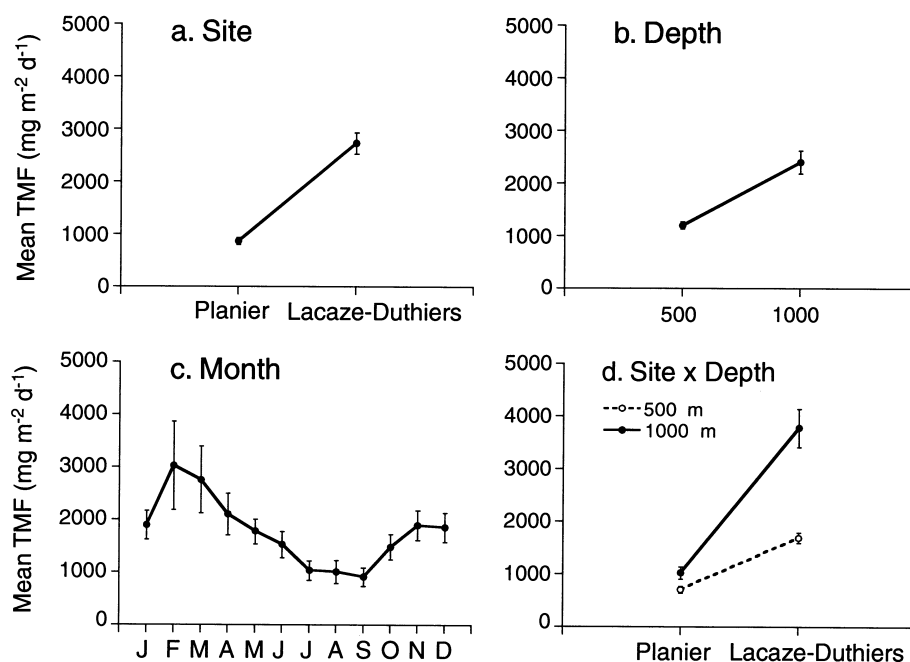 a. Site
Mean TMF (mg m-2 d-1)
5000
4000
3000
2000
1000
0
Planier Lacaze-Duthiers
b. Depth
5000
4000
3000
2000
1000
0
500 1000
c. Month
Mean TMF (mg m-2 d-1)
5000
4000
3000
2000
1000
0
J F M A M J J A S O N D
d. Site x Depth
500 m
1000 m
5000
4000
3000
2000
1000
0
Planier Lacaze-Duthiers